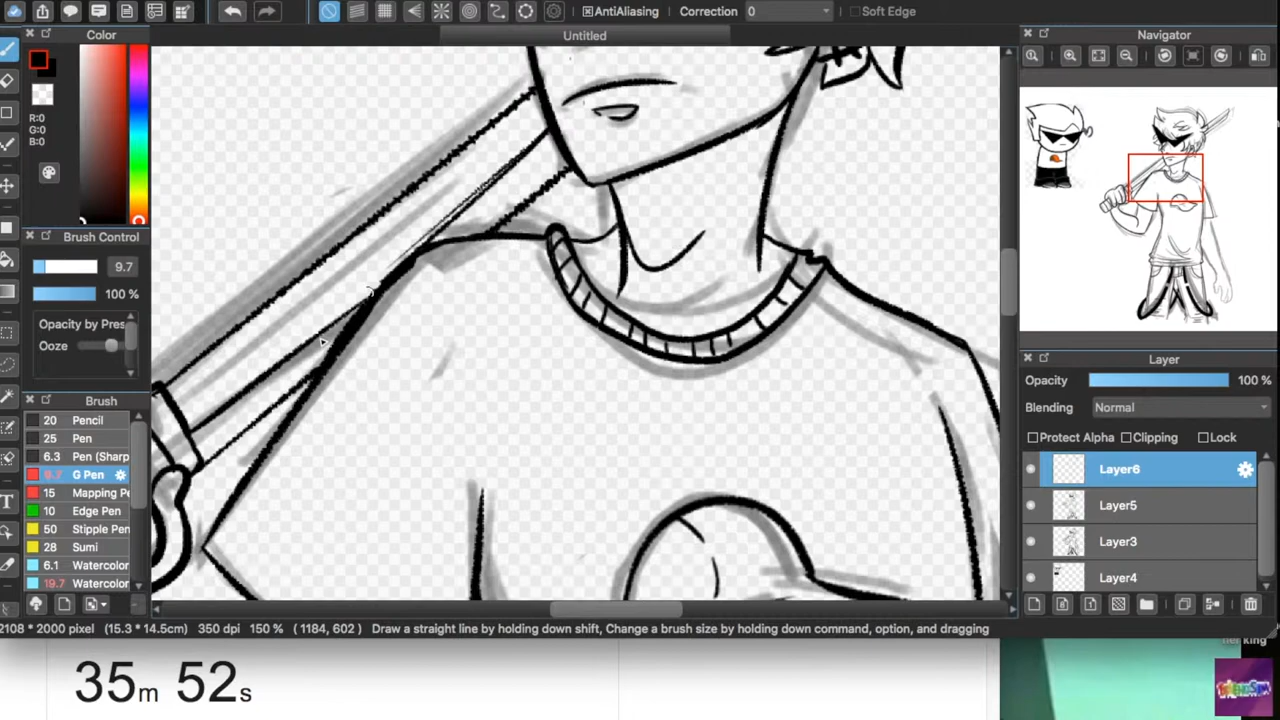 AntiAliasing Correction 0 Soft Edge
Color
Untitled
Navigator
R:0
G:0
B:0
Brush Control
9.7
100 %
Opacity by Pres
Ooze
Brush
20 Pencil
25 Pen
6.3 Pen (Sharp
9.7 G Pen
15 Mapping Pe
10 Edge Pen
50 Stipple Pen
28 Sumi
6.1 Watercolor
19.7 Watercolor
Layer
Opacity 100 %
Blending Normal
Protect Alpha Clipping Lock
Layer6
Layer5
Layer3
Layer4
2108 * 2000 pixel (15.3 * 14.5cm) 350 dpi 150 % ( 1184, 602 ) Draw a straight line by holding down shift, Change a brush size by holding down command, option, and dragging
35m 52s